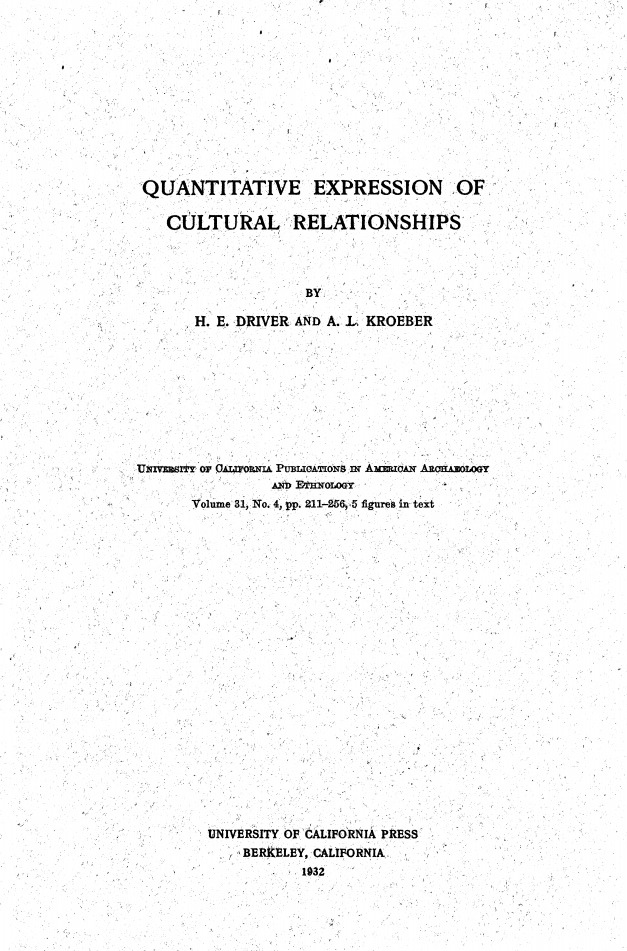 QUANTITATIVE EXPRESSION OF
CULTURAL RELATIONSHIPS
BY
H. E. DRIVER AND A. L. KROEBER
UNIVERSITY OF CALIFORNIA PUBLICATIONS IN AMERICAN ARCHAEOLOGY
AND ETHNOLOGY
Volume 31, No. 4, pp. 211–256, 5 figures in text
UNIVERSITY OF CALIFORNIA PRESS
BERKELEY, CALIFORNIA
1932